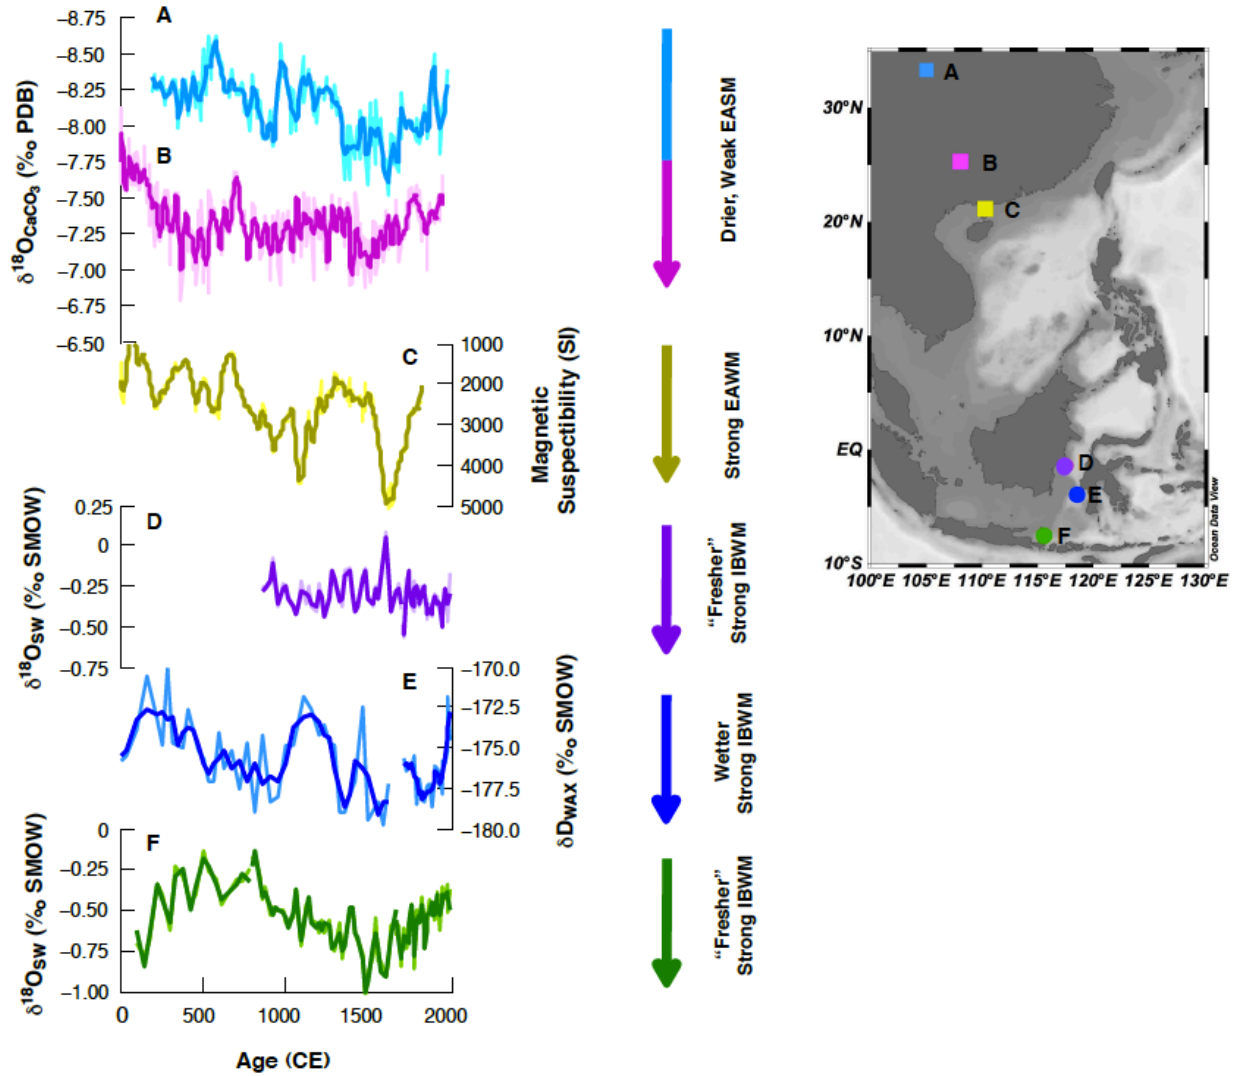 A
−8.75
−8.50
−8.25
−8.00
−7.75
−7.50
−7.25
−7.00
−6.75
−6.50
δ¹⁸OCaCO₃ (‰ PDB)
B
Drier, Weak EASM
C
1000
2000
3000
4000
5000
Magnetic
Suspectibility (SI)
Strong EAWM
D
0.25
0
−0.25
−0.50
−0.75
δ¹⁸OSW (‰ SMOW)
“Fresher”
Strong IBWM
E
−170.0
−172.5
−175.0
−177.5
−180.0
δDWAX (‰ SMOW)
Wetter
Strong IBWM
F
0
−0.25
−0.50
−0.75
−1.00
δ¹⁸OSW (‰ SMOW)
“Fresher”
Strong IBWM
0 500 1000 1500 2000
Age (CE)
30°N
20°N
10°N
EQ
10°S
A
B
C
D
E
F
100°E 105°E 110°E 115°E 120°E 125°E 130°E
Ocean Data View